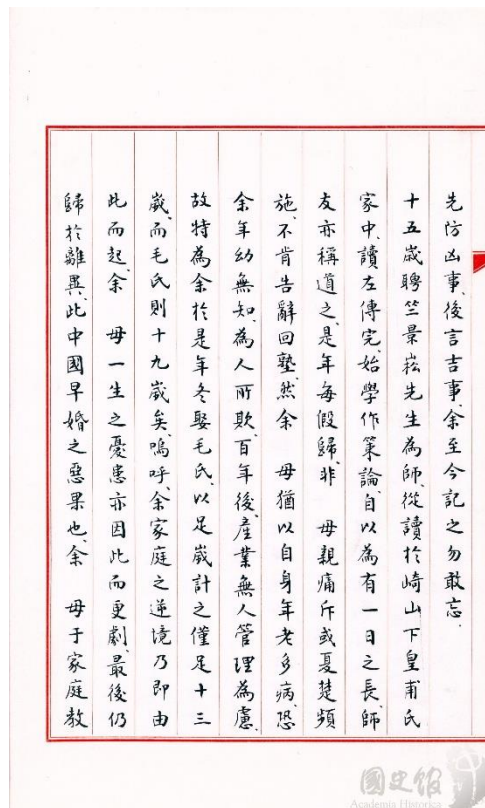 先防凶事、後言吉事、余至今記之勿敢忘、
十五歲聘竺景崧先生為師、從讀於崎山下皇甫氏
家中、讀左傳完、始學作策論、自以為有一日之長、師
友亦稱道之、是年每假歸、非　母親痛斥或夏楚頻
施、不肯告辭回塾、然余　母猶以自身年老多病、恐
余年幼無知、為人所欺、百年後、產業無人管理為慮、
故特為余於是年冬娶毛氏、以足歲計之僅足十三
歲、而毛氏則十九歲矣、嗚呼、余家庭之逆境乃即由
此而起、余　母一生之憂患亦因此而更劇、最後仍
歸於離異、此中國早婚之惡果也、余　母于家庭教
國史館
Academia Historica